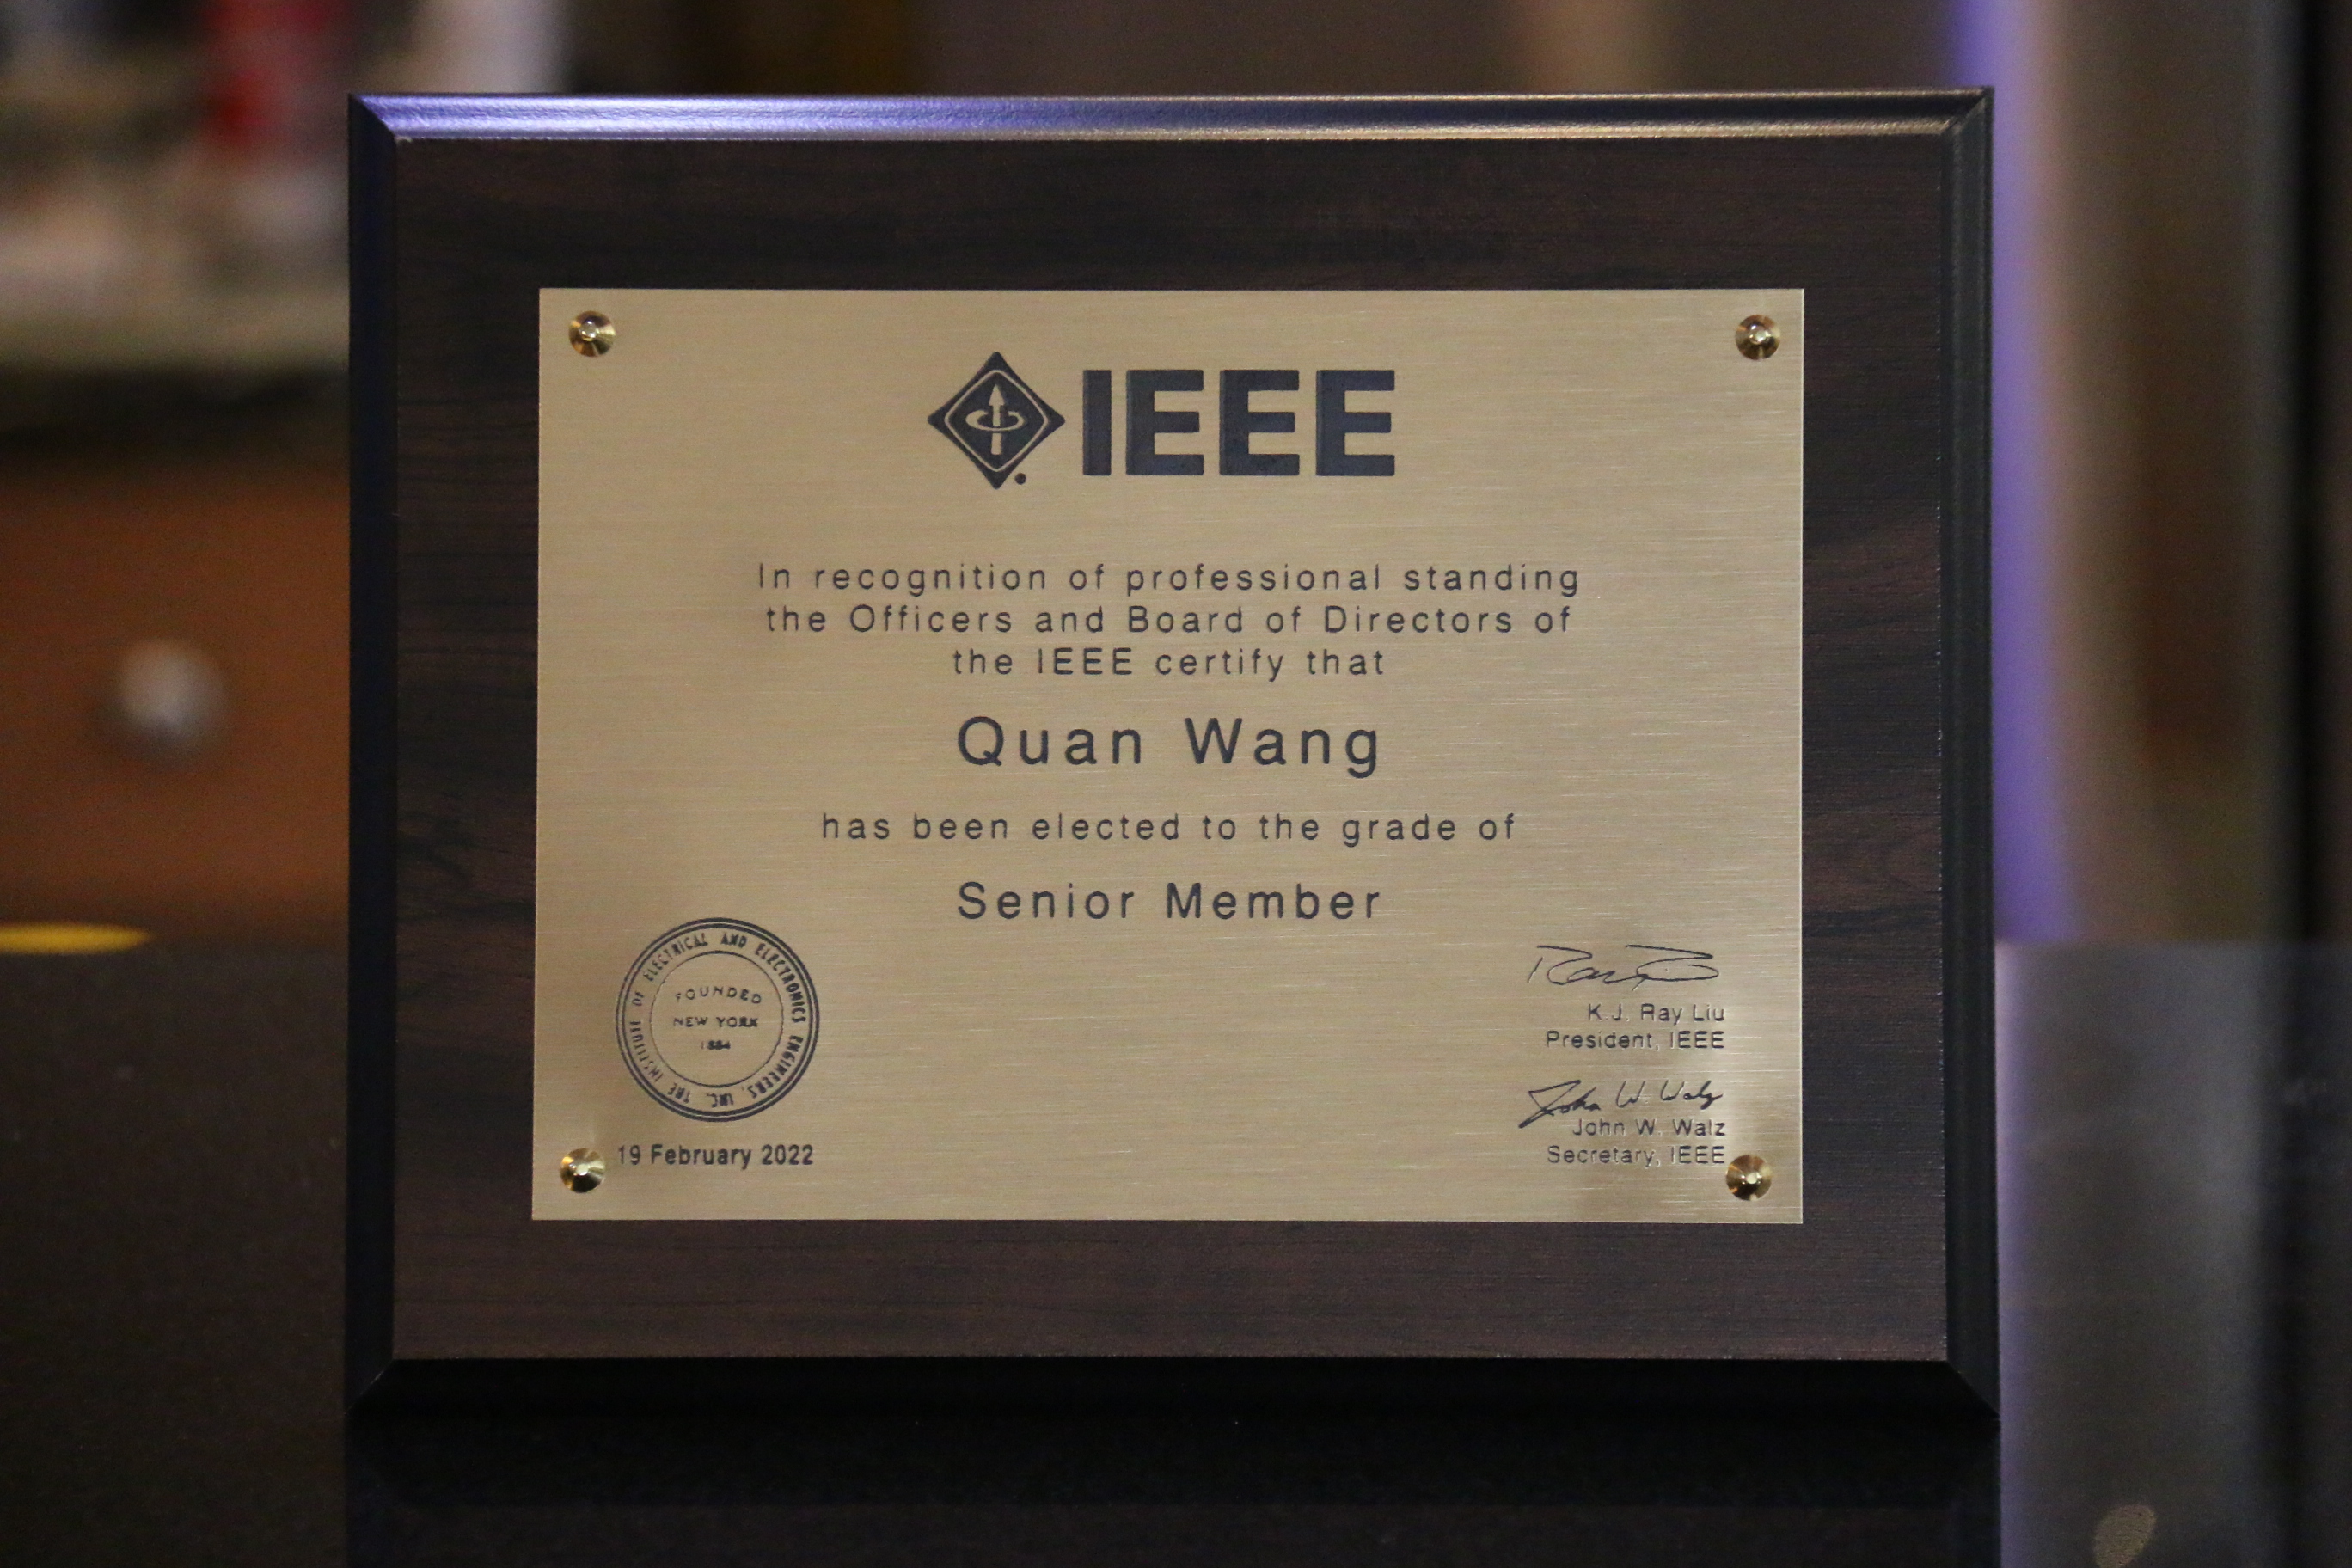 IEEE
In recognition of professional standing
the Officers and Board of Directors of
the IEEE certify that
Quan Wang
has been elected to the grade of
Senior Member
THE INSTITUTE OF ELECTRICAL AND ELECTRONICS ENGINEERS, INC.
FOUNDED
NEW YORK
1884
19 February 2022
K.J. Ray Liu
President, IEEE
John W. Walz
John W. Walz
Secretary, IEEE